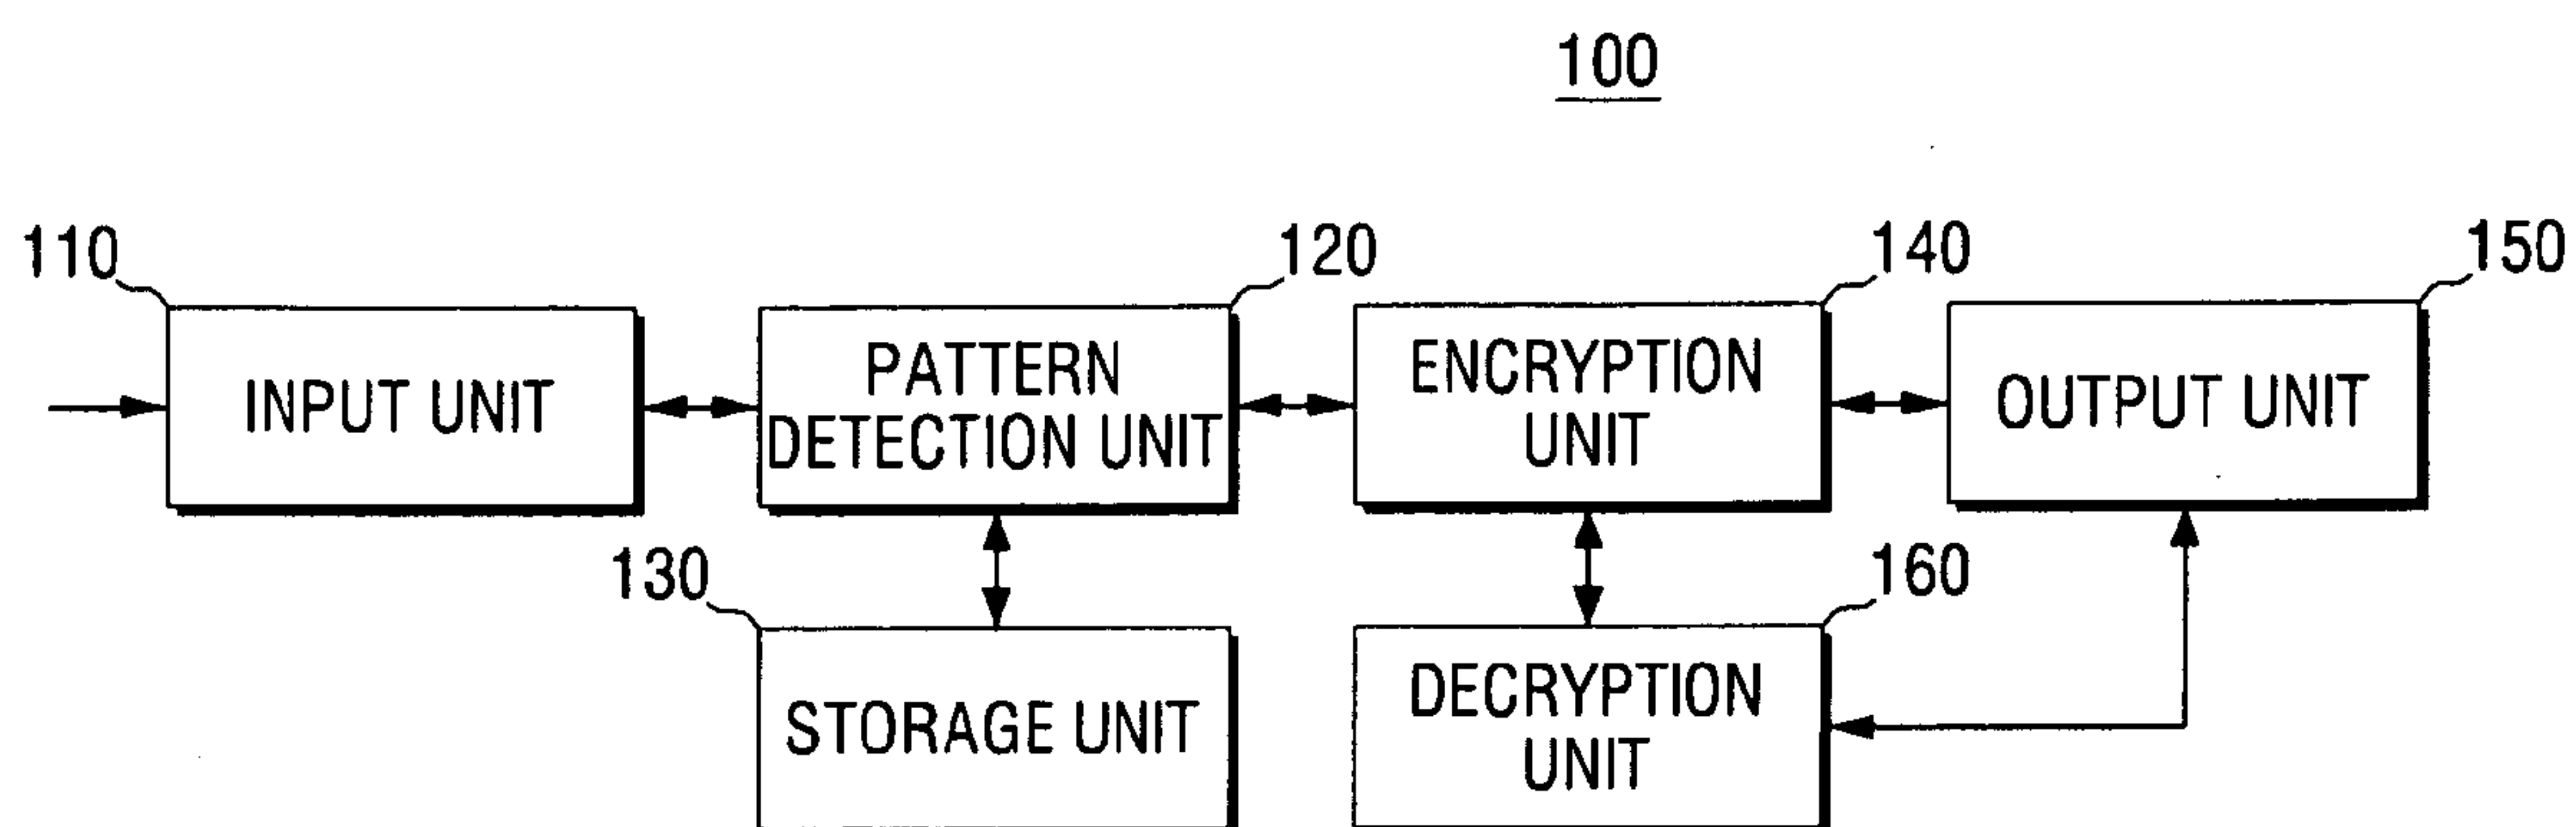 100
110
120
140
150
INPUT UNIT
PATTERN
DETECTION UNIT
ENCRYPTION
UNIT
OUTPUT UNIT
130
160
STORAGE UNIT
DECRYPTION
UNIT